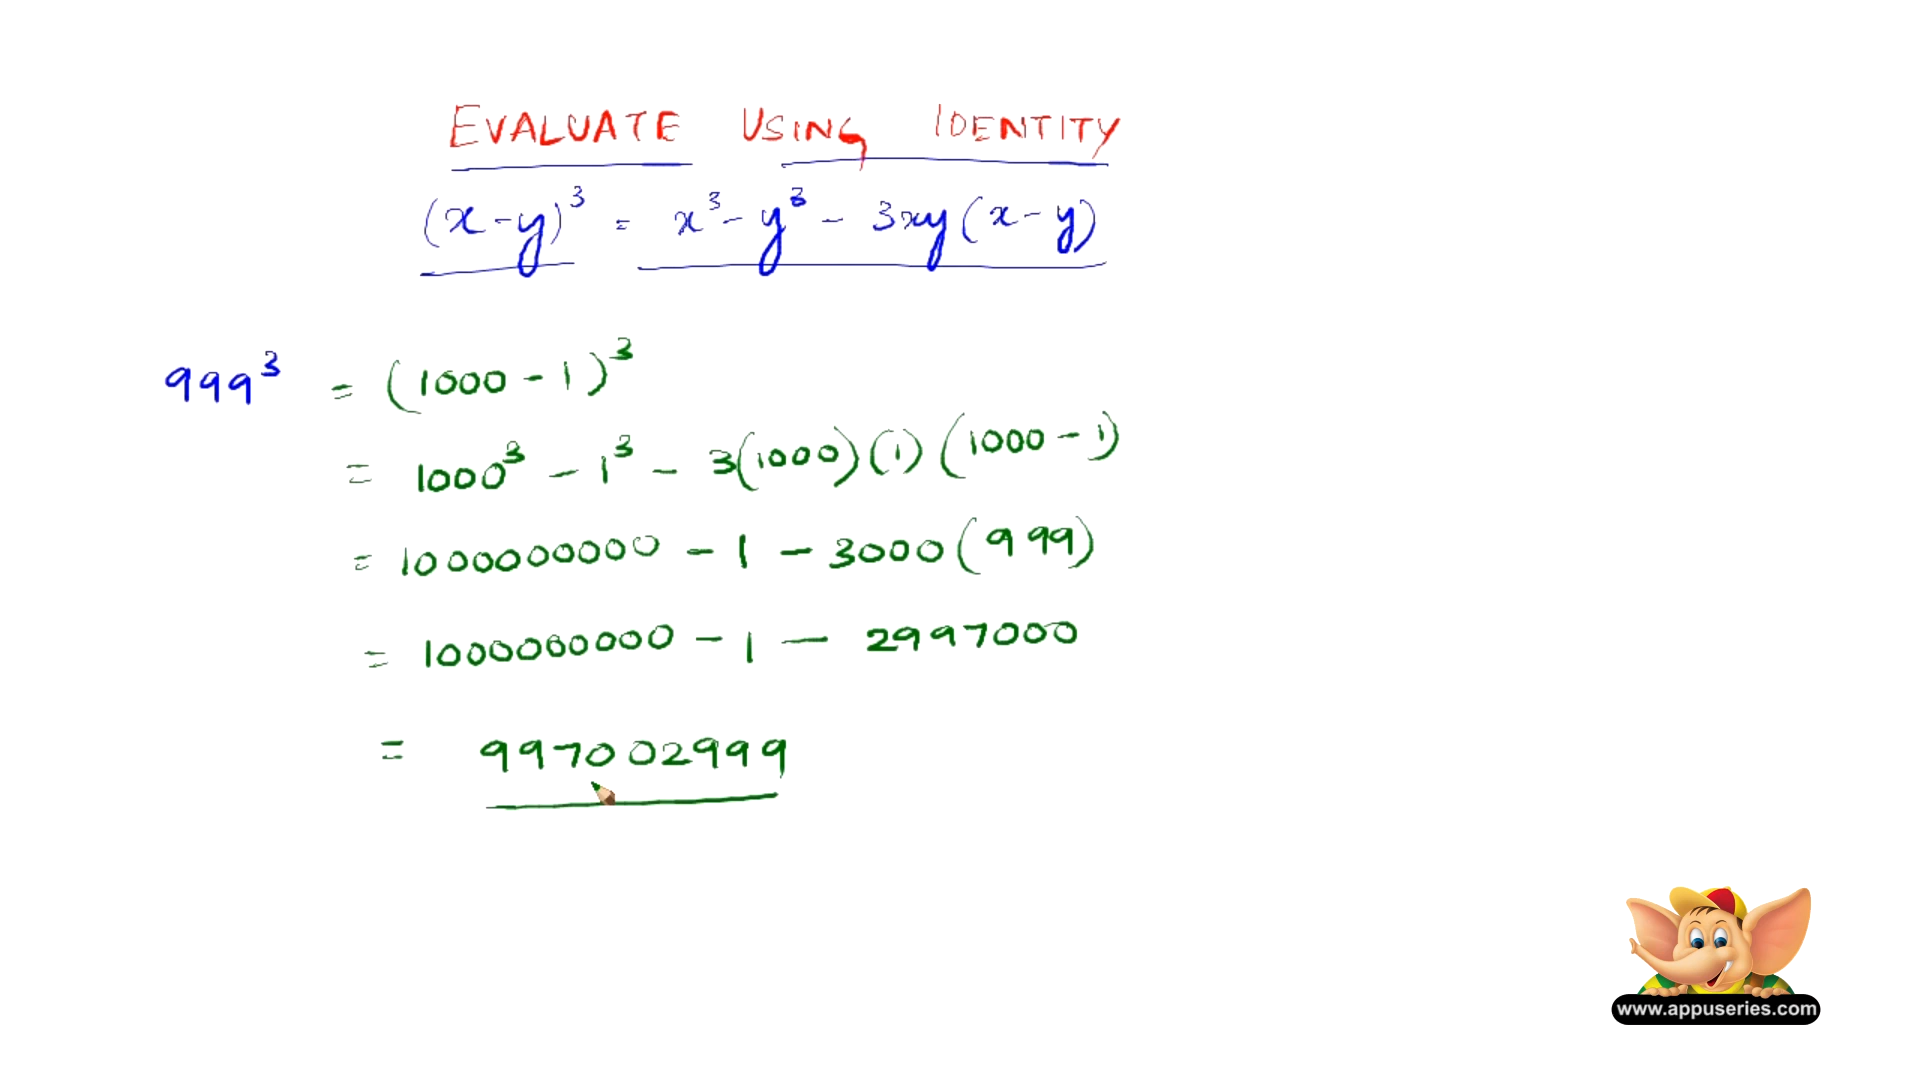 EVALUATE USING IDENTITY
(x-y)³ = x³ - y³ - 3xy(x-y)
999³ = (1000 - 1)³
= 1000³ - 1³ - 3(1000)(1)(1000 - 1)
= 1000000000 - 1 - 3000(999)
= 1000000000 - 1 - 2997000
= 997002999
www.appuseries.com